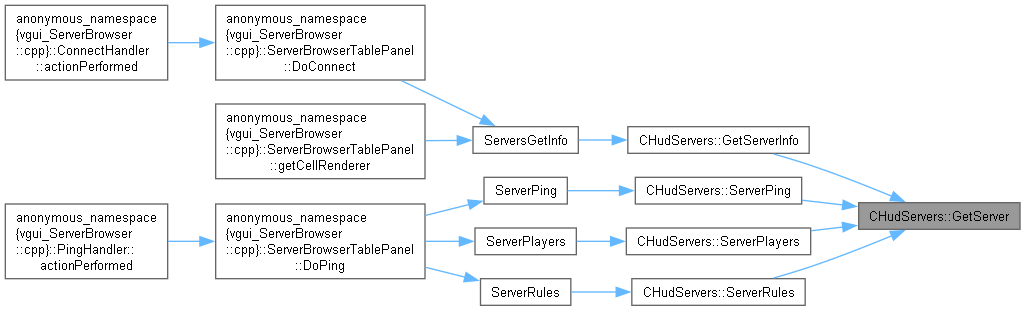 anonymous_namespace
{vgui_ServerBrowser
::cpp}::ConnectHandler
::actionPerformed
anonymous_namespace
{vgui_ServerBrowser
::cpp}::ServerBrowserTablePanel
::DoConnect
anonymous_namespace
{vgui_ServerBrowser
::cpp}::ServerBrowserTablePanel
::getCellRenderer
ServersGetInfo
CHudServers::GetServerInfo
ServerPing
CHudServers::ServerPing
anonymous_namespace
{vgui_ServerBrowser
::cpp}::PingHandler::
actionPerformed
anonymous_namespace
{vgui_ServerBrowser
::cpp}::ServerBrowserTablePanel
::DoPing
ServerPlayers
CHudServers::ServerPlayers
CHudServers::GetServer
ServerRules
CHudServers::ServerRules